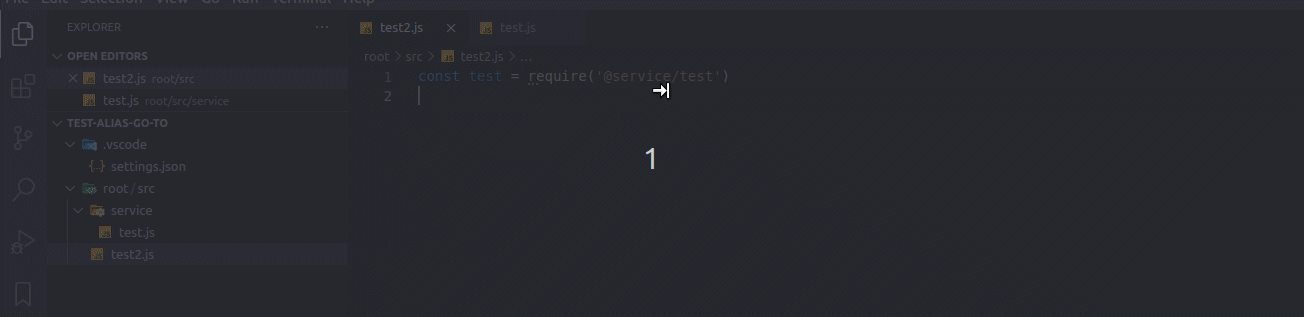 File Edit Selection View Go Run Terminal Help
EXPLORER ···
test2.js
test.js
OPEN EDITORS
test2.js root/src
test.js root/src/service
TEST-ALIAS-GO-TO
.vscode
{..} settings.json
root / src
service
test.js
test2.js
root > src > test2.js > ...
1 const test = require('@service/test')
2
1